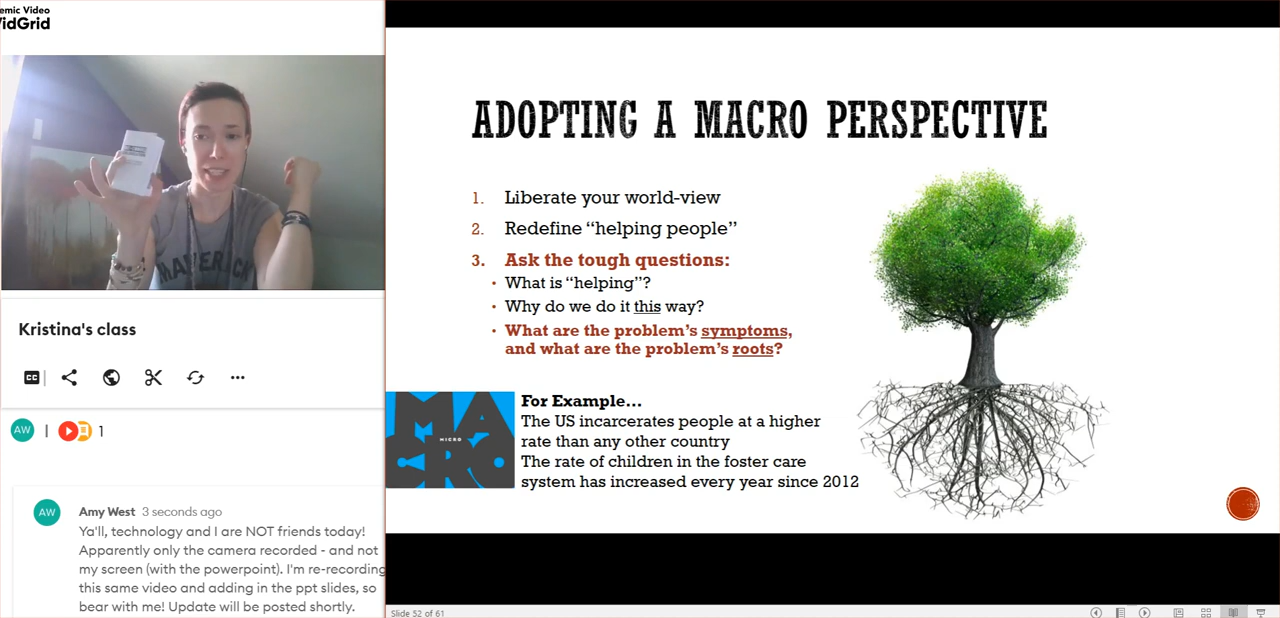 emic Video
VidGrid
MAVERICK
Kristina's class
CC
AW
1
AW
Amy West 3 seconds ago
Ya'll, technology and I are NOT friends today!
Apparently only the camera recorded - and not
my screen (with the powerpoint). I'm re-recording
this same video and adding in the ppt slides, so
bear with me! Update will be posted shortly.
ADOPTING A MACRO PERSPECTIVE
1. Liberate your world-view
2. Redefine “helping people”
3. Ask the tough questions:
• What is “helping”?
• Why do we do it this way?
• What are the problem’s symptoms,
and what are the problem’s roots?
MA
MICRO
CRO
For Example...
The US incarcerates people at a higher
rate than any other country
The rate of children in the foster care
system has increased every year since 2012
Slide 52 of 61